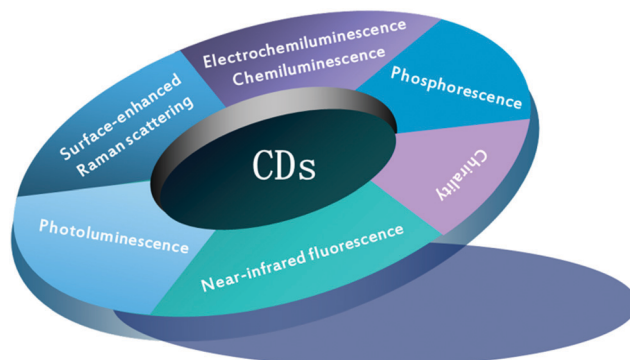 Electrochemiluminescence
Chemiluminescence
Phosphorescence
Surface-enhanced
Raman scattering
CDs
Chirality
Photoluminescence
Near-infrared fluorescence